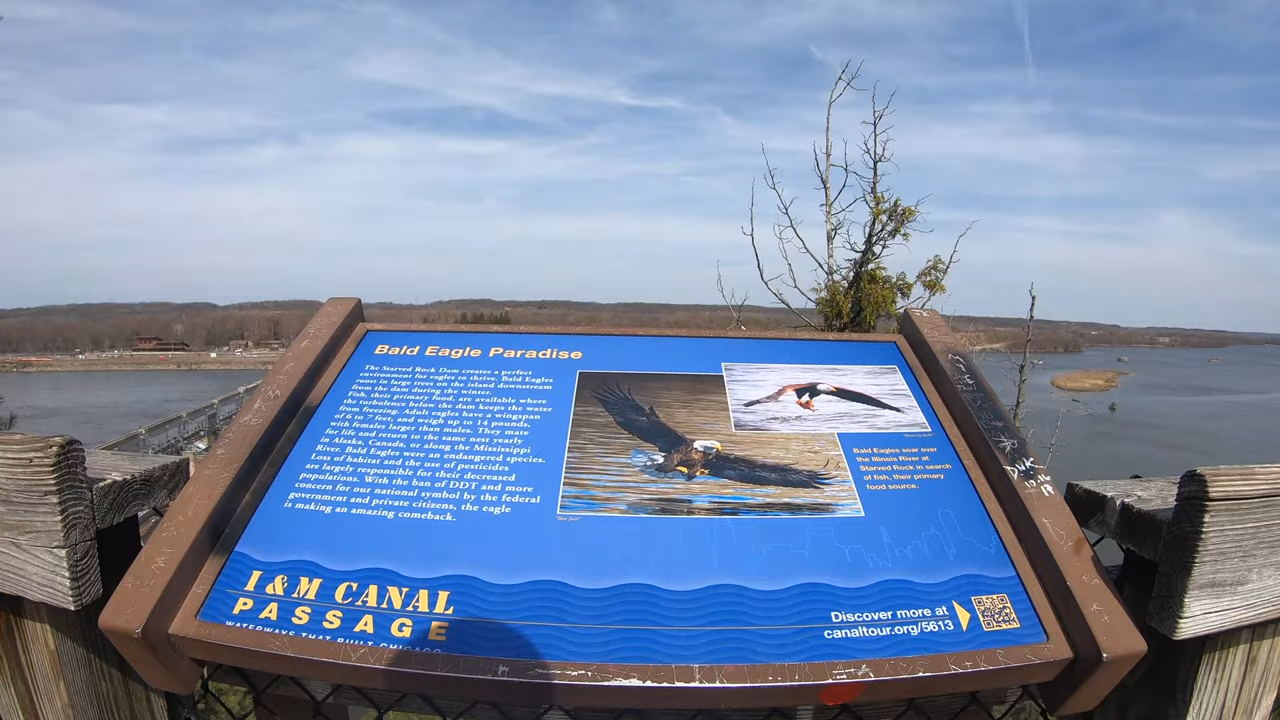 Bald Eagle Paradise
The Starved Rock Dam creates a perfect
environment for eagles to thrive. Bald Eagles
roost in large trees on the island downstream
from the dam during the winter.
Fish, their primary food, are available where
the turbulence below the dam keeps the water
from freezing. Adult eagles have a wingspan
of 6 to 7 feet, and weigh up to 14 pounds,
with females larger than males. They mate
for life and return to the same nest yearly
in Alaska, Canada, or along the Mississippi
River. Bald Eagles were an endangered species.
Loss of habitat and the use of pesticides
are largely responsible for their decreased
populations. With the ban of DDT and more
concern for our national symbol by the federal
government and private citizens, the eagle
is making an amazing comeback.
Bald Eagles soar over
the Illinois River at
Starved Rock in search
of fish, their primary
food source.
I & M CANAL
PASSAGE
WATERWAYS THAT BUILT CHICAGO
Discover more at
canaltour.org/5613